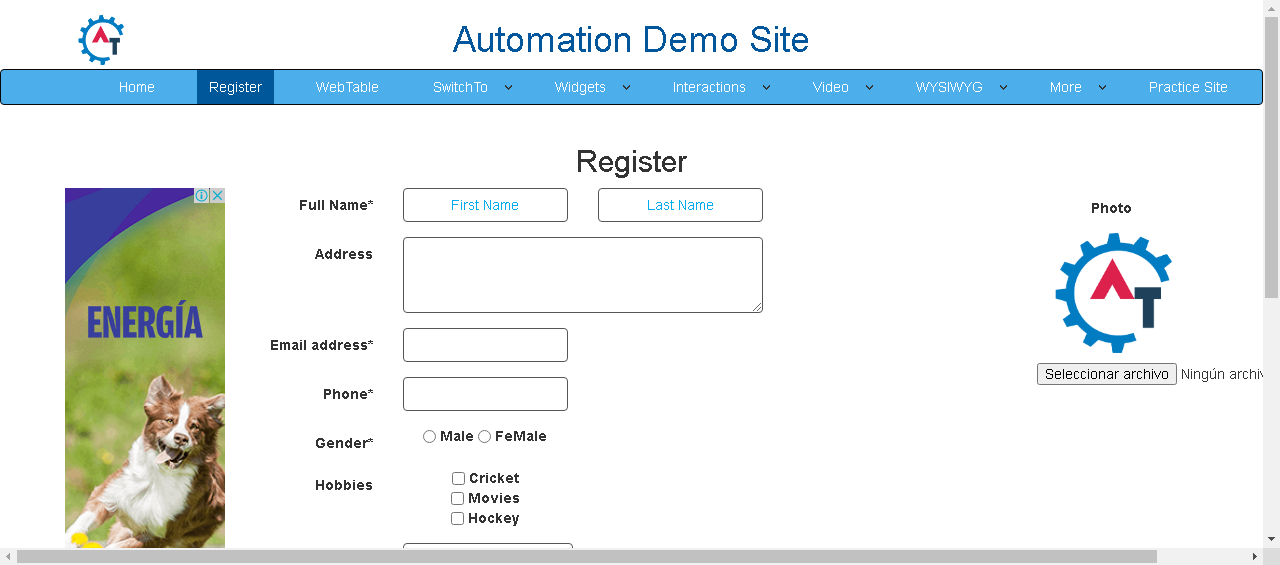 Automation Demo Site
Home Register WebTable SwitchTo Widgets Interactions Video WYSIWYG More Practice Site
Register
ENERGÍA
Full Name* First Name Last Name
Address
Email address*
Phone*
Gender* Male FeMale
Hobbies Cricket
Movies
Hockey
Photo
AT
Seleccionar archivo Ningún